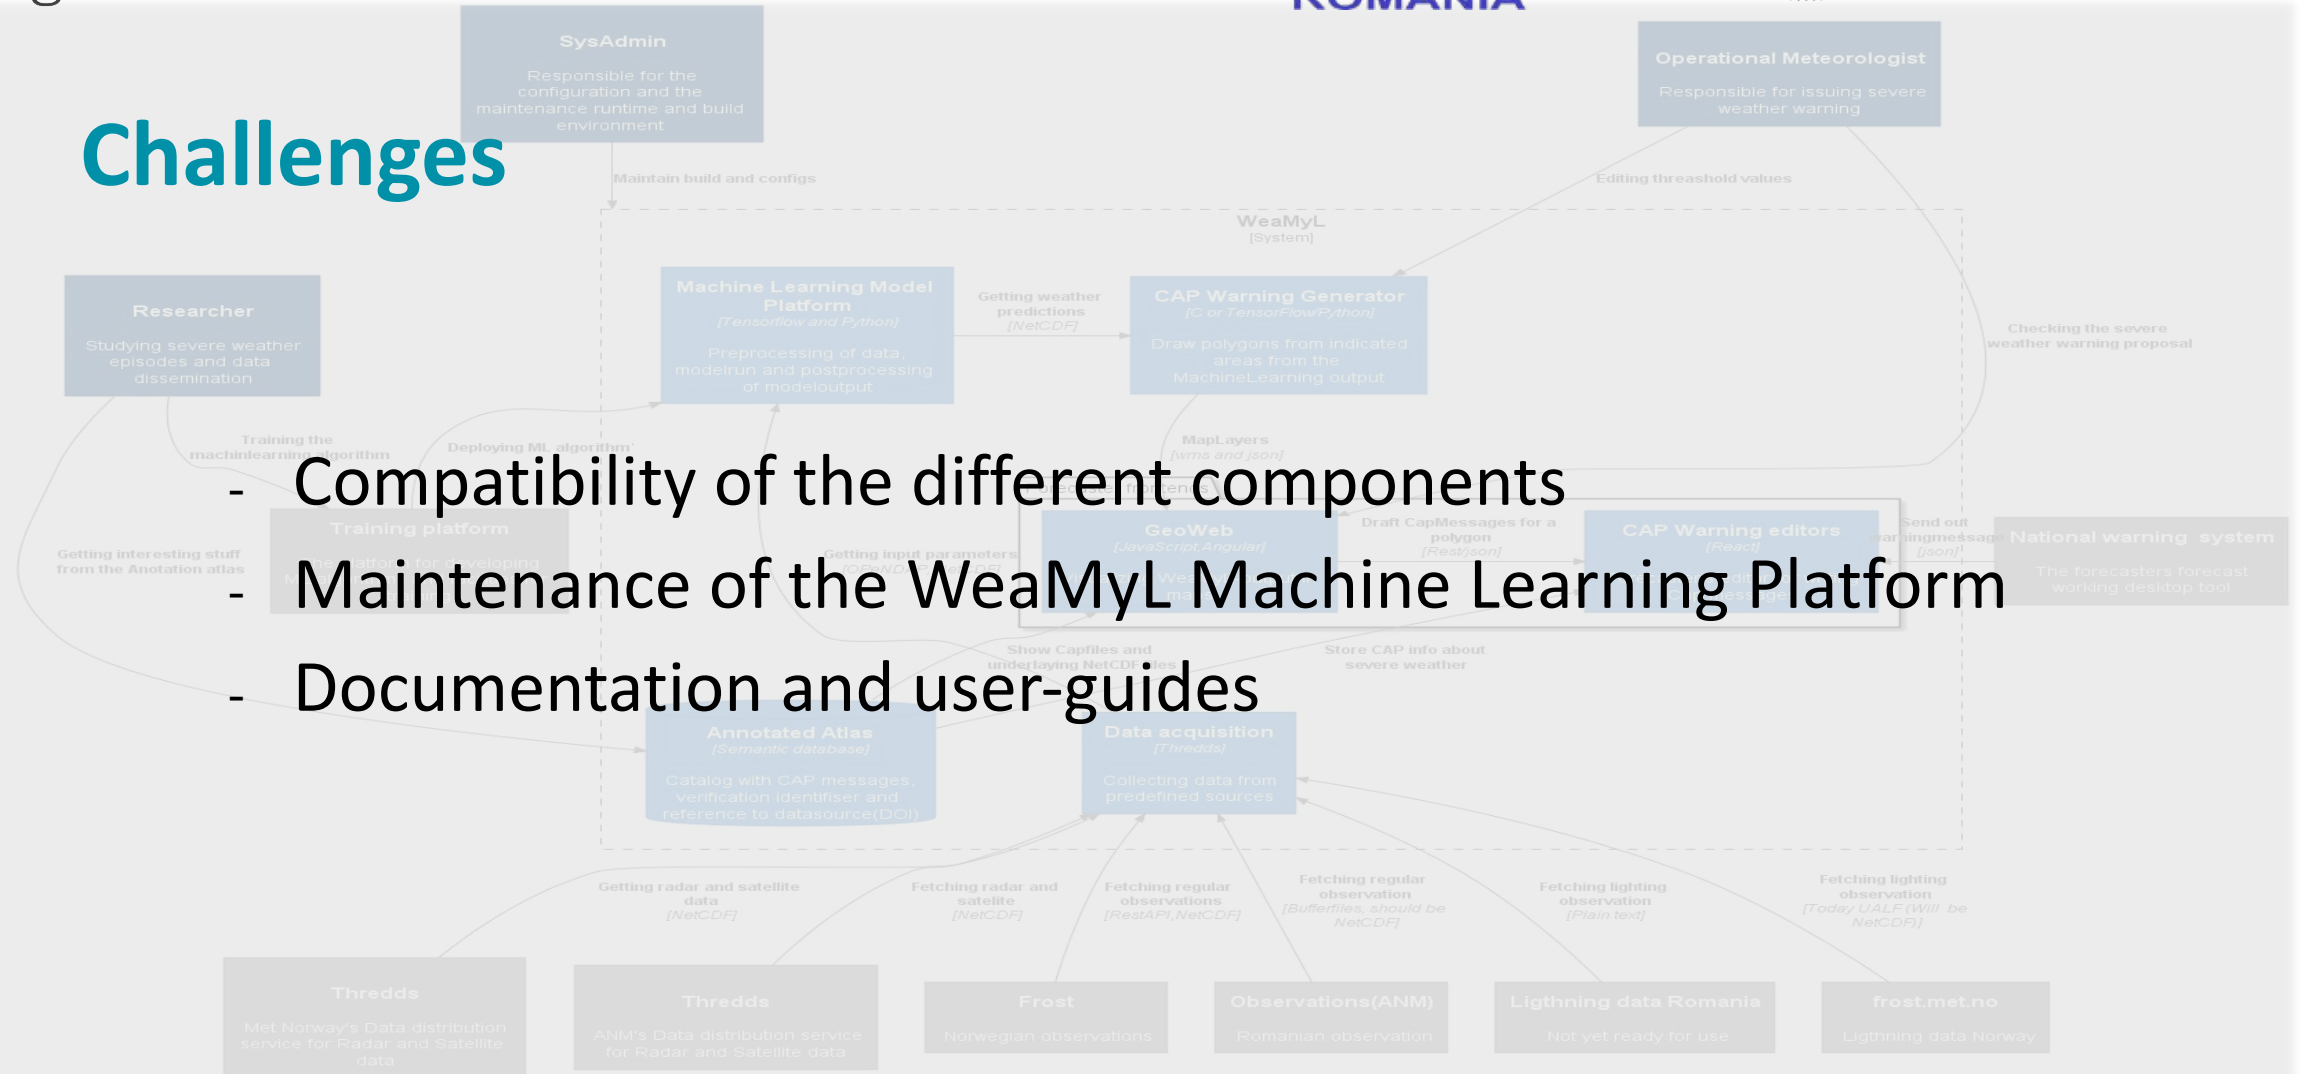 ROMANIA
SysAdmin
Responsible for the
configuration and the
maintenance runtime and build
environment
Operational Meteorologist
Responsible for issuing severe
weather warning
Challenges
Maintain build and configs
Editing threashold values
WeaMyL
[System]
Researcher
Studying severe weather
episodes and data
dissemination
Machine Learning Model
Platform
[Tensorflow and Python]
Preprocessing of data,
modelrun and postprocessing
of modeloutput
Getting weather
predictions
[NetCDF]
CAP Warning Generator
[C or TensorFlow/Python]
Draw polygons from indicated
areas from the
MachineLearning output
Checking the severe
weather warning proposal
Training the
machinlearning algorithm
Deploying ML algorithm`
MapLayers
[wms and json]
- Compatibility of the different components
Training platform
Getting interesting stuff
from the Anotation atlas
Getting input parameters
GeoWeb
[JavaScript,Angular]
Draft CapMessages for a
polygon
[Rest/json]
CAP Warning editors
[React]
Send out
[json]
National warning system
The forecasters forecast
working desktop tool
- Maintenance of the WeaMyL Machine Learning Platform
Show Capfiles and
underlaying NetCDF
Store CAP info about
severe weather
- Documentation and user-guides
Annotated Atlas
[Semantic database]
Catalog with CAP messages,
verification identifiser and
reference to datasource(DOI)
Data acquisition
[Thredds]
Collecting data from
predefined sources
Getting radar and satellite
data
[NetCDF]
Fetching radar and
satelite
[NetCDF]
Fetching regular
observations
[RestAPI,NetCDF]
Fetching regular
observation
[Bufferfiles, should be
NetCDF]
Fetching lighting
observation
[Plain text]
Fetching lighting
observation
[Today UALF (Will be
NetCDF)]
Thredds
Met Norway's Data distribution
service for Radar and Satellite
data
Thredds
ANM's Data distribution service
for Radar and Satellite data
Frost
Norwegian observations
Observations(ANM)
Romanian observation
Ligthning data Romania
Not yet ready for use
frost.met.no
Ligthning data Norway